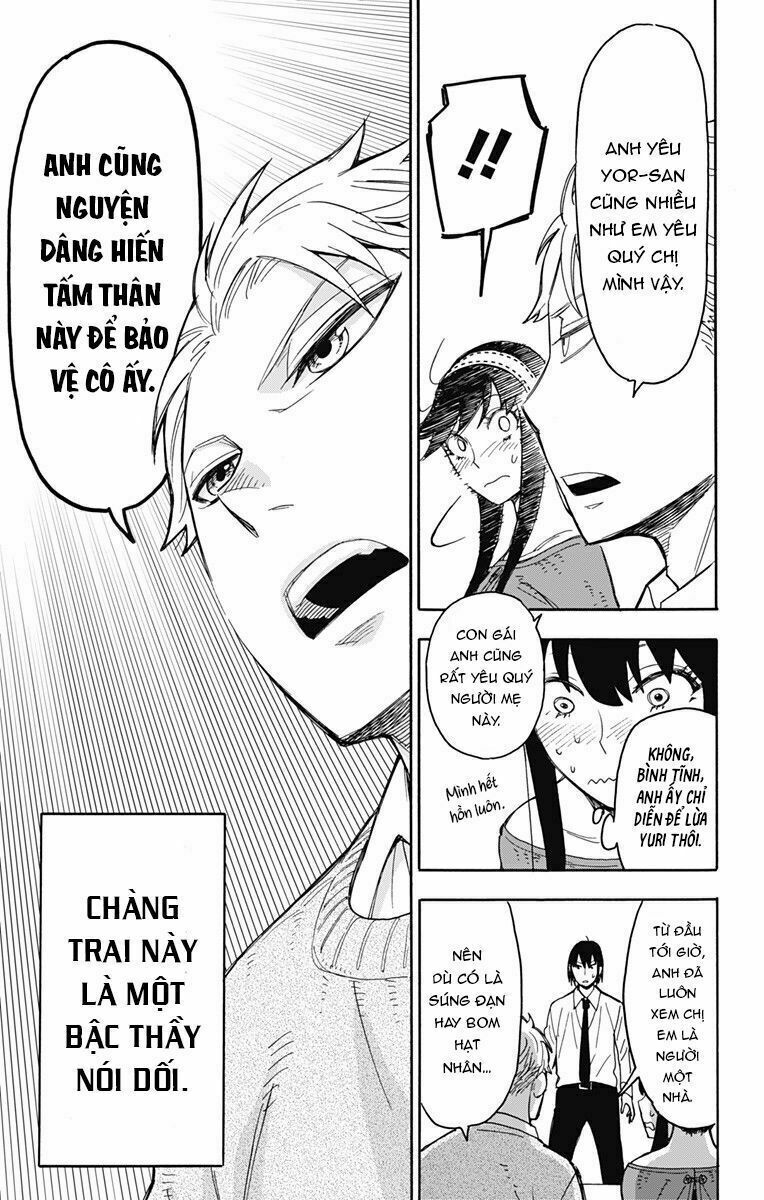 ANH YÊU
YOR-SAN
CŨNG NHIỀU
NHƯ EM YÊU
QUÝ CHỊ
MÌNH VẬY.
!!
CON GÁI
ANH CŨNG
RẤT YÊU QUÝ
NGƯỜI MẸ
NÀY.
KHÔNG,
BÌNH TĨNH,
ANH ẤY CHỈ
DIỄN ĐỂ LỪA
YURI THÔI.
Mình hết
hồn luôn.
TỪ ĐẦU
TỚI GIỜ,
ANH ĐÃ
LUÔN
XEM CHỊ
EM LÀ
NGƯỜI
MỘT
NHÀ.
NÊN
DÙ CÓ LÀ
SÚNG ĐẠN
HAY BOM
HẠT
NHÂN...
ANH CŨNG
NGUYỆN
DÂNG HIẾN
TẤM THÂN
NÀY ĐỂ BẢO
VỆ CÔ ẤY.
CHÀNG
TRAI NÀY
LÀ MỘT
BẬC THẦY
NÓI DỐI.